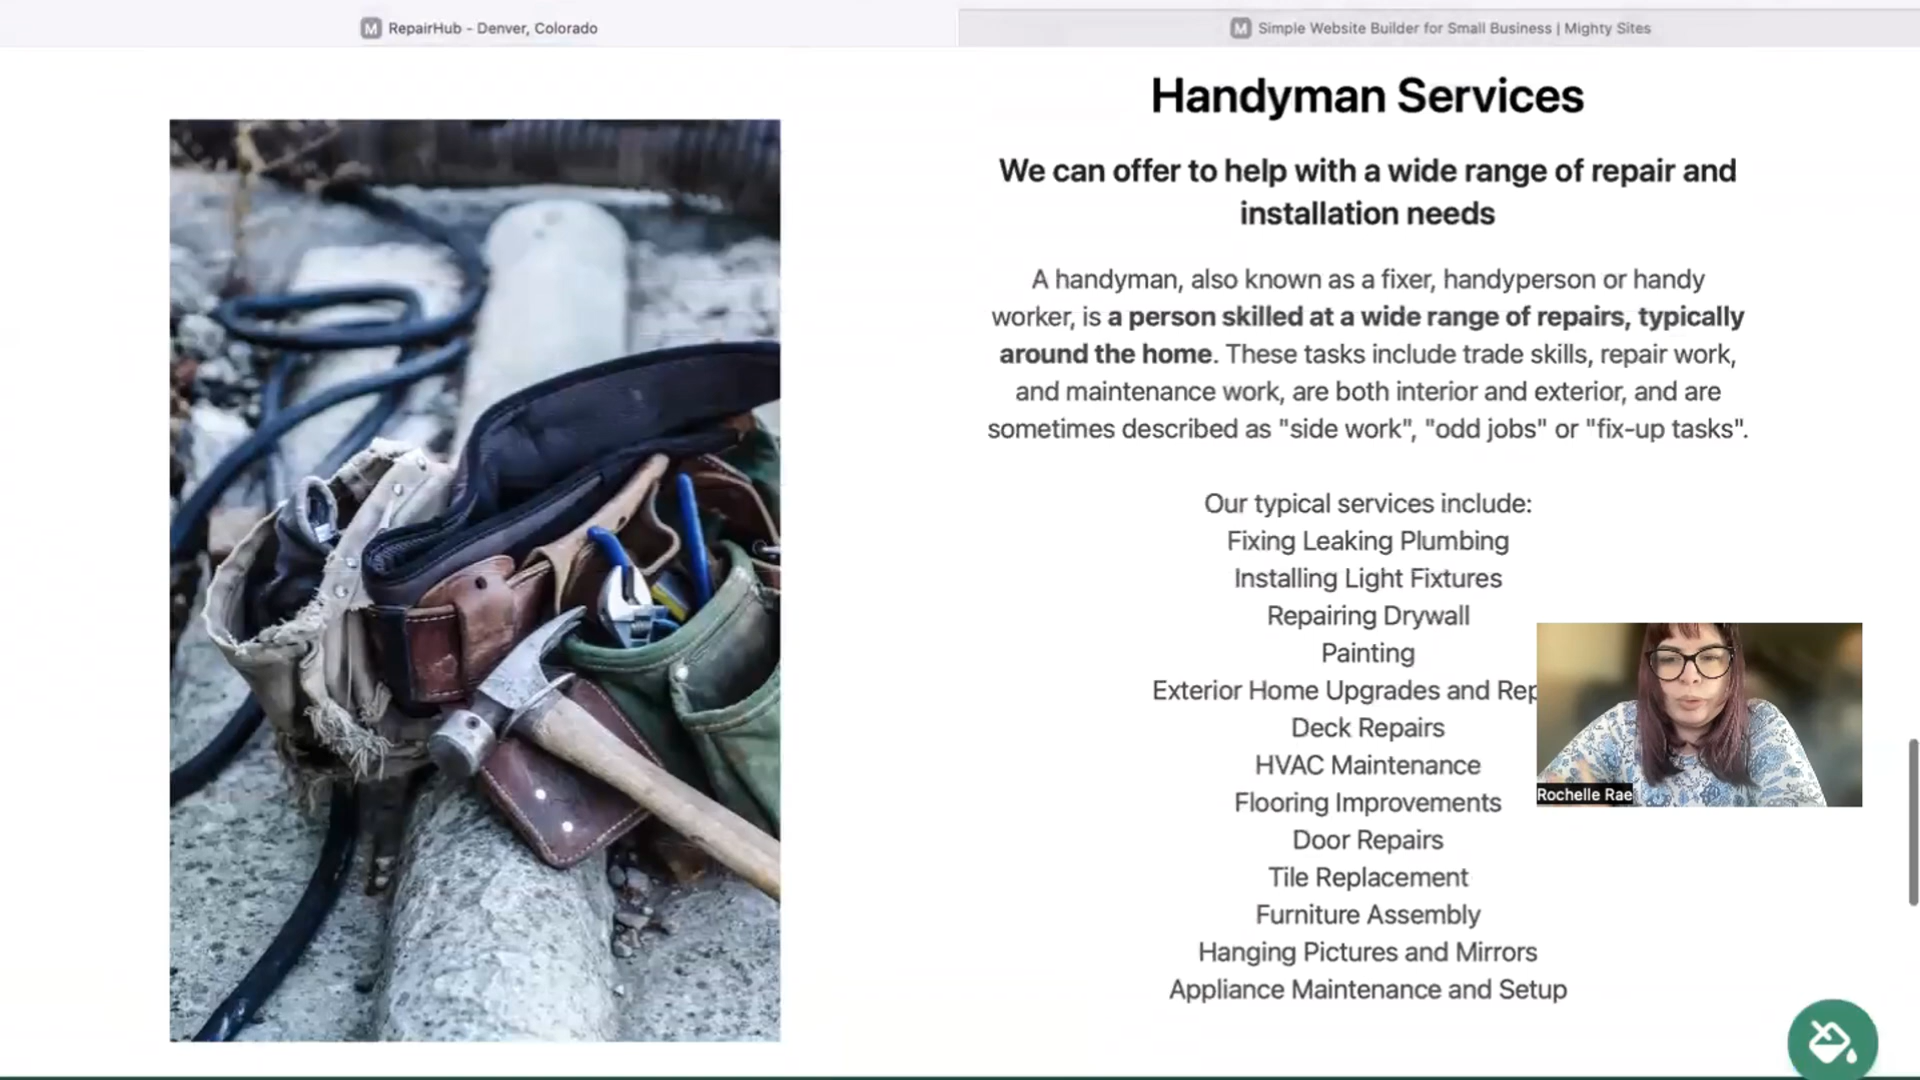 M RepairHub - Denver, Colorado
M Simple Website Builder for Small Business | Mighty Sites
Handyman Services
We can offer to help with a wide range of repair and
installation needs
A handyman, also known as a fixer, handyperson or handy
worker, is a person skilled at a wide range of repairs, typically
around the home. These tasks include trade skills, repair work,
and maintenance work, are both interior and exterior, and are
sometimes described as "side work", "odd jobs" or "fix-up tasks".
Our typical services include:
Fixing Leaking Plumbing
Installing Light Fixtures
Repairing Drywall
Painting
Exterior Home Upgrades and Rep
Deck Repairs
HVAC Maintenance
Flooring Improvements
Door Repairs
Tile Replacement
Furniture Assembly
Hanging Pictures and Mirrors
Appliance Maintenance and Setup
Rochelle Rae